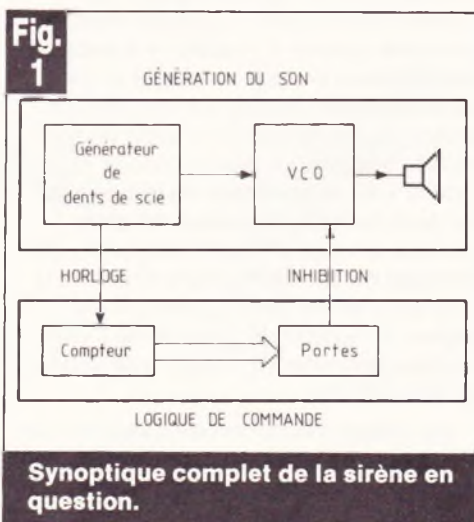 Fig.
1
GÉNÉRATION DU SON
Générateur
de
dents de scie
VCO
HORLOGE
INHIBITION
Compteur
Portes
LOGIQUE DE COMMANDE
Synoptique complet de la sirène en
question.